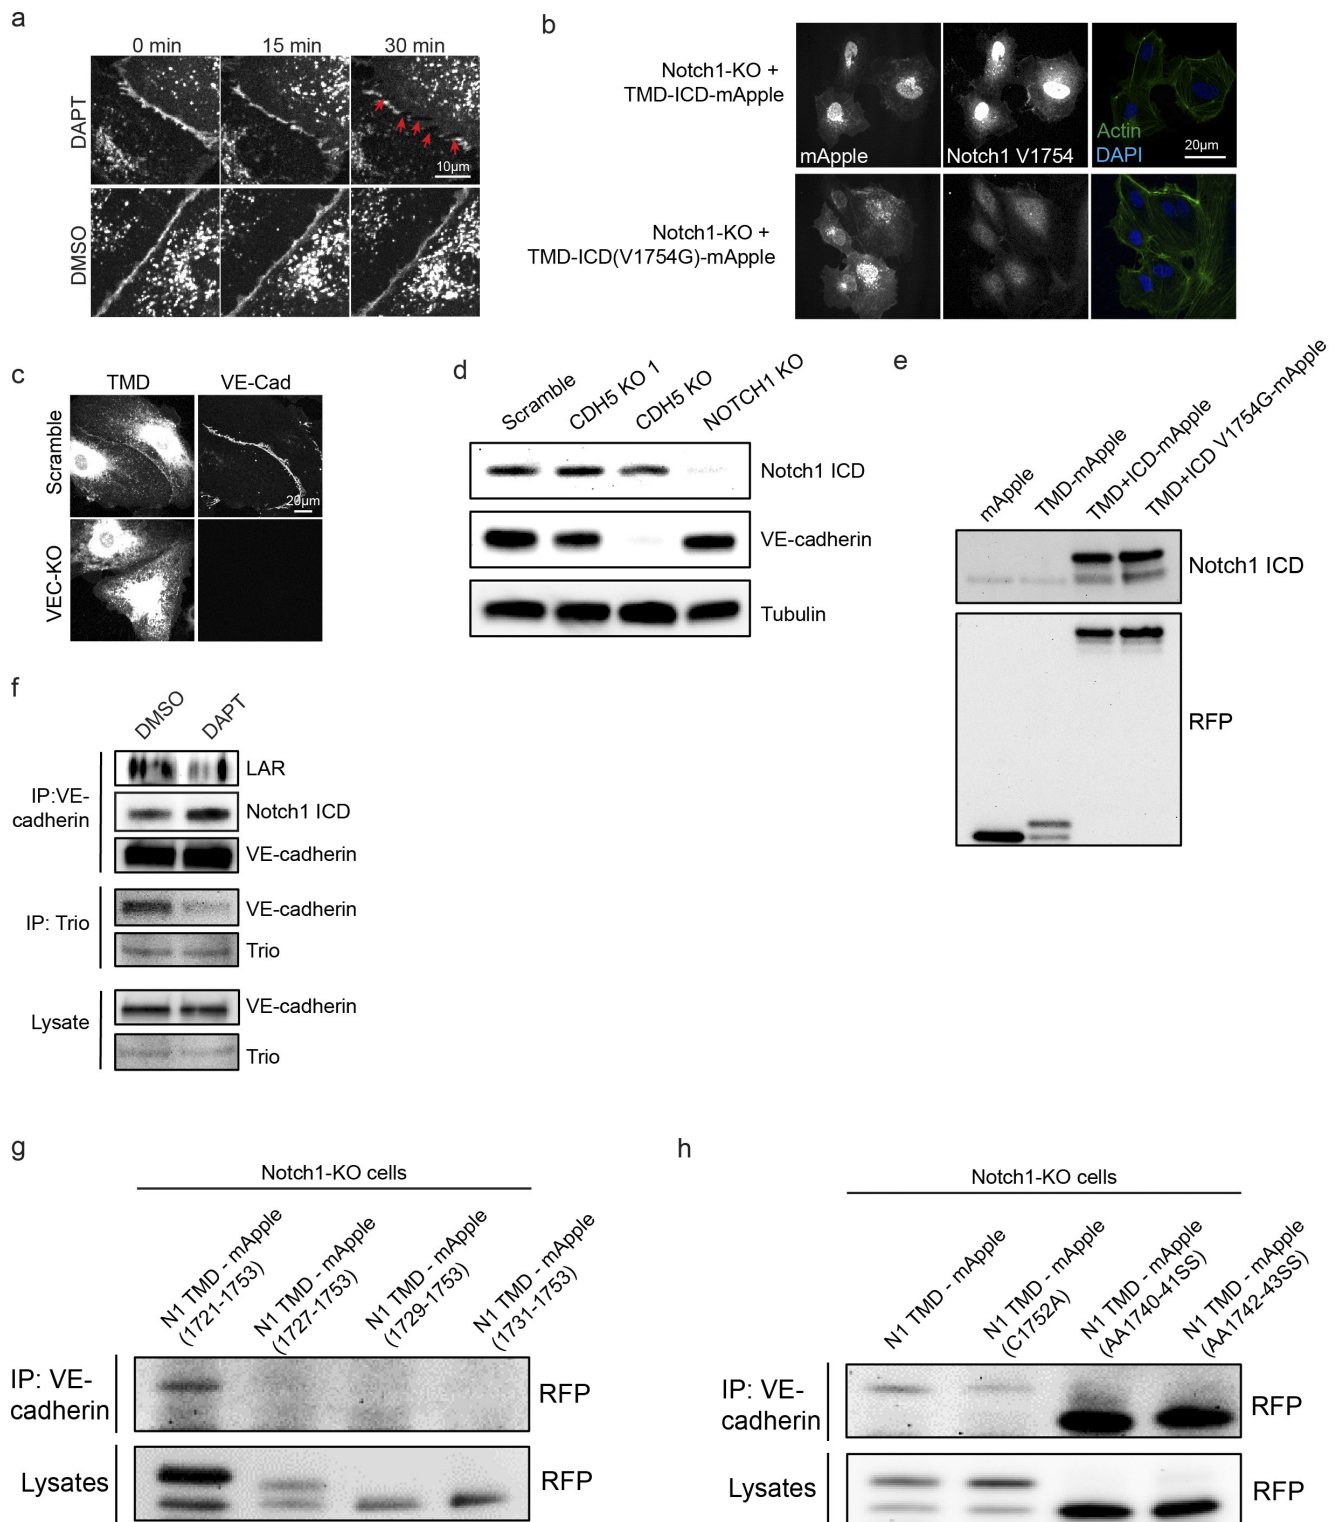 a
0 min 15 min 30 min
DAPT
10µm
DMSO
b
Notch1-KO +
TMD-ICD-mApple
mApple
Notch1 V1754
Actin
DAPI
20µm
Notch1-KO +
TMD-ICD(V1754G)-mApple
c
TMD VE-Cad
Scramble
20µm
VEC-KO
d
Scramble
CDH5 KO 1
CDH5 KO
NOTCH1 KO
Notch1 ICD
VE-cadherin
Tubulin
e
mApple
TMD-mApple
TMD+ICD-mApple
TMD+ICD V1754G-mApple
Notch1 ICD
RFP
f
DMSO
DAPT
IP:VE-
cadherin
LAR
Notch1 ICD
VE-cadherin
IP: Trio
VE-cadherin
Trio
Lysate
VE-cadherin
Trio
g
Notch1-KO cells
N1 TMD - mApple
(1721-1753)
N1 TMD - mApple
(1727-1753)
N1 TMD - mApple
(1729-1753)
N1 TMD - mApple
(1731-1753)
IP: VE-
cadherin
RFP
Lysates
RFP
h
Notch1-KO cells
N1 TMD - mApple
N1 TMD - mApple
(C1752A)
N1 TMD - mApple
(AA1740-41SS)
N1 TMD - mApple
(AA1742-43SS)
IP: VE-
cadherin
RFP
Lysates
RFP